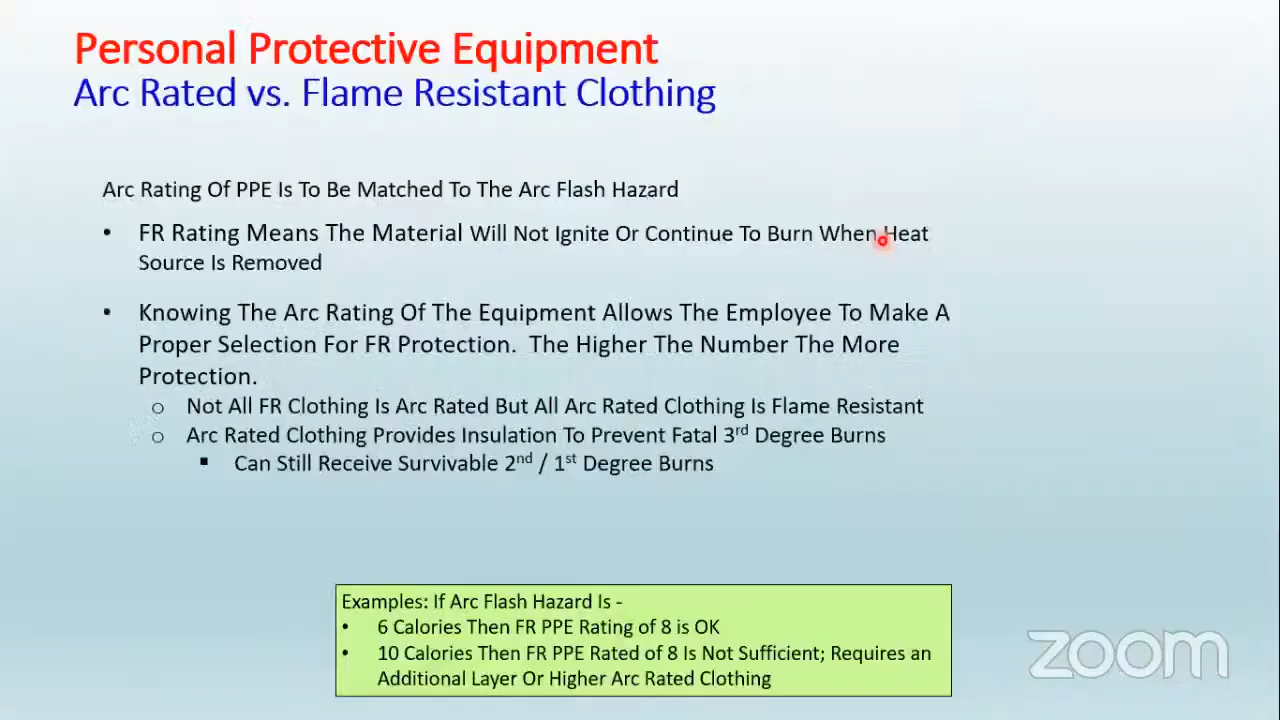 Personal Protective Equipment
Arc Rated vs. Flame Resistant Clothing
Arc Rating Of PPE Is To Be Matched To The Arc Flash Hazard
• FR Rating Means The Material Will Not Ignite Or Continue To Burn When Heat
Source Is Removed
• Knowing The Arc Rating Of The Equipment Allows The Employee To Make A
Proper Selection For FR Protection. The Higher The Number The More
Protection.
o Not All FR Clothing Is Arc Rated But All Arc Rated Clothing Is Flame Resistant
o Arc Rated Clothing Provides Insulation To Prevent Fatal 3rd Degree Burns
▪ Can Still Receive Survivable 2nd / 1st Degree Burns
Examples: If Arc Flash Hazard Is -
• 6 Calories Then FR PPE Rating of 8 is OK
• 10 Calories Then FR PPE Rated of 8 Is Not Sufficient; Requires an
Additional Layer Or Higher Arc Rated Clothing
zoom